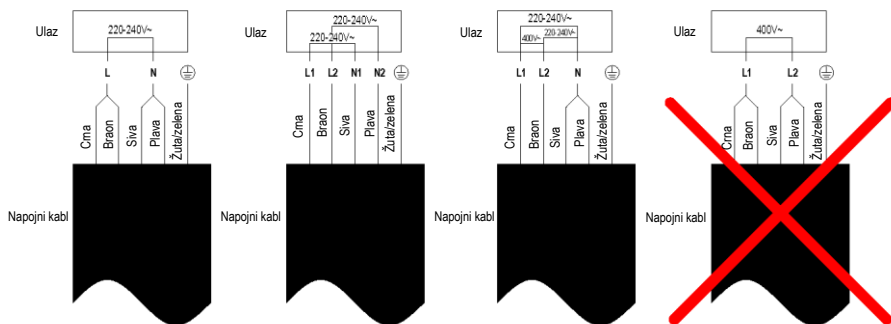 Ulaz
220-240V~
L N
Crna
Braon
Siva
Plava
Žuta/zelena
Napojni kabl
Ulaz
220-240V~
220-240V~
L1 L2 N1 N2
Crna
Braon
Siva
Plava
Žuta/zelena
Napojni kabl
Ulaz
220-240V~
400V~ 220-240V~
L1 L2 N
Crna
Braon
Siva
Plava
Žuta/zelena
Napojni kabl
Ulaz
400V~
L1 L2
Crna
Braon
Siva
Plava
Žuta/zelena
Napojni kabl